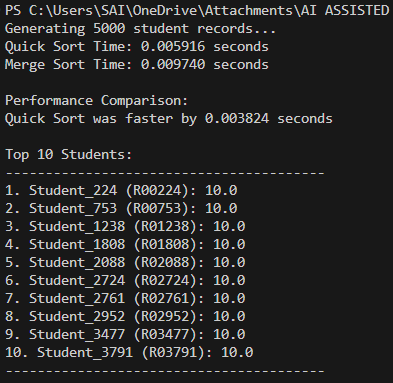 PS C:\Users\SAI\OneDrive\Attachments\AI ASSISTED
Generating 5000 student records...
Quick Sort Time: 0.005916 seconds
Merge Sort Time: 0.009740 seconds
Performance Comparison:
Quick Sort was faster by 0.003824 seconds
Top 10 Students:
----------------------------------------
1. Student_224 (R00224): 10.0
2. Student_753 (R00753): 10.0
3. Student_1238 (R01238): 10.0
4. Student_1808 (R01808): 10.0
5. Student_2088 (R02088): 10.0
6. Student_2724 (R02724): 10.0
7. Student_2761 (R02761): 10.0
8. Student_2952 (R02952): 10.0
9. Student_3477 (R03477): 10.0
10. Student_3791 (R03791): 10.0
----------------------------------------